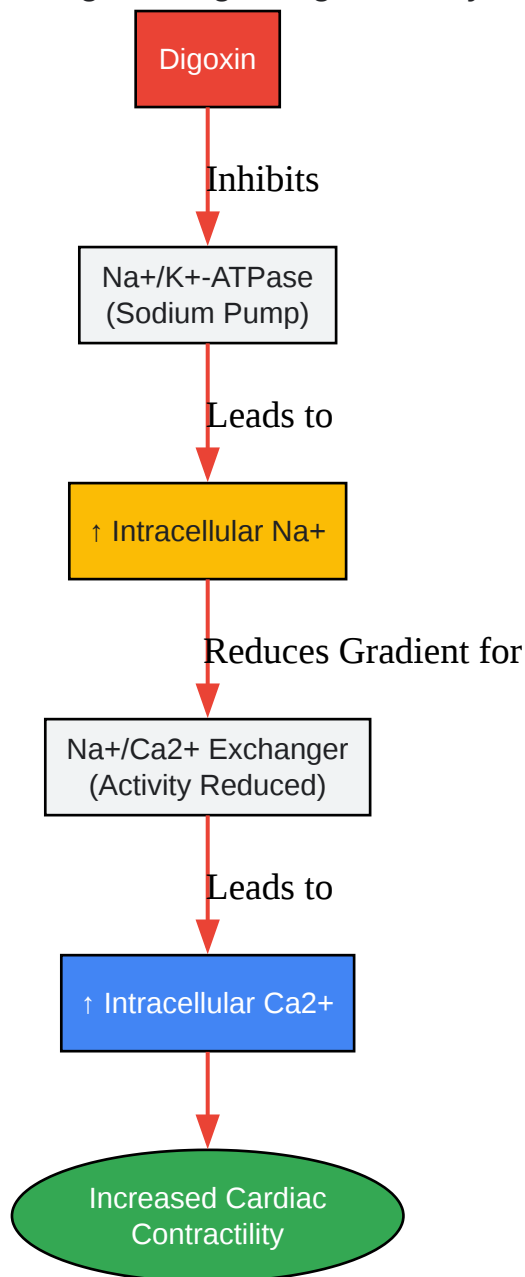 Digoxin
Inhibits
Na+/K+-ATPase
(Sodium Pump)
Leads to
↑ Intracellular Na+
Reduces Gradient for
Na+/Ca2+ Exchanger
(Activity Reduced)
Leads to
↑ Intracellular Ca2+
Increased Cardiac
Contractility